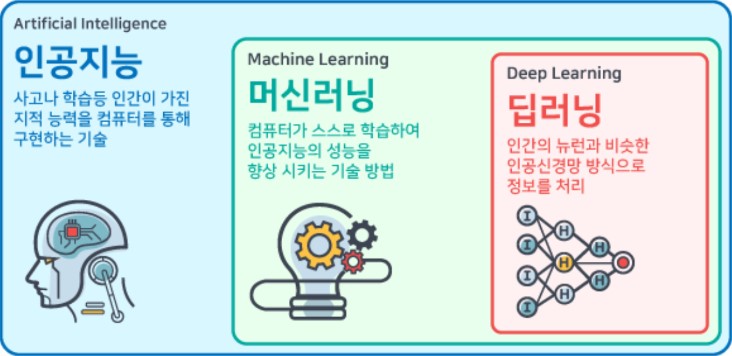 Artificial Intelligence
인공지능
사고나 학습등 인간이 가진
지적 능력을 컴퓨터를 통해
구현하는 기술
Machine Learning
머신러닝
컴퓨터가 스스로 학습하여
인공지능의 성능을
향상 시키는 기술 방법
Deep Learning
딥러닝
인간의 뉴런과 비슷한
인공신경망 방식으로
정보를 처리
I
I
I
I
H
H
H
H
H